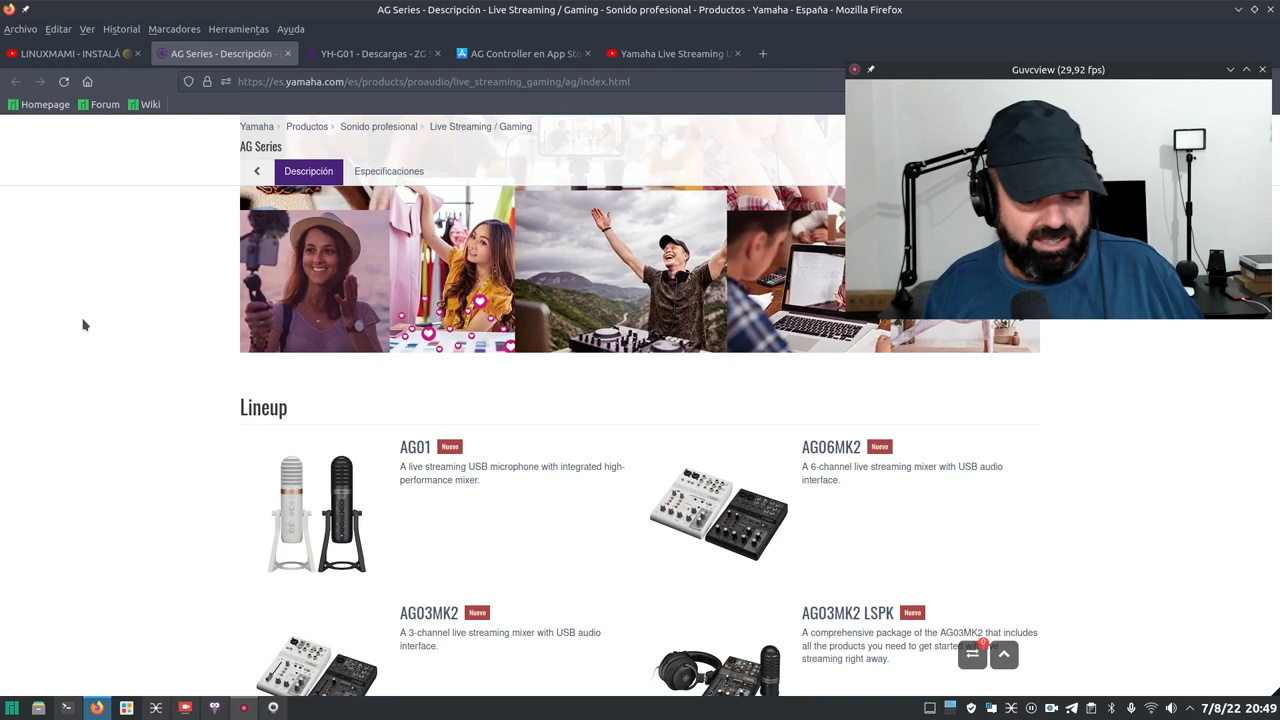 AG Series - Descripción - Live Streaming / Gaming - Sonido profesional - Productos - Yamaha - España - Mozilla Firefox
Archivo Editar Ver Historial Marcadores Herramientas Ayuda
LINUXMAMI - INSTALA
AG Series - Descripción -
YH-G01 - Descargas - ZG S
AG Controller en App Sto
Yamaha Live Streaming
https://es.yamaha.com/es/products/proaudio/live_streaming_gaming/ag/index.html
Guvcview (29,92 fps)
Homepage Forum Wiki
Yamaha Productos Sonido profesional Live Streaming / Gaming
AG Series
Descripción Especificaciones
Lineup
AG01 Nuevo
A live streaming USB microphone with integrated high-
performance mixer.
AG06MK2 Nuevo
A 6-channel live streaming mixer with USB audio
interface.
AG03MK2 Nuevo
A 3-channel live streaming mixer with USB audio
interface.
AG03MK2 LSPK Nuevo
A comprehensive package of the AG03MK2 that includes
all the products you need to get started with live
streaming right away.
0
7/8/22 20:49